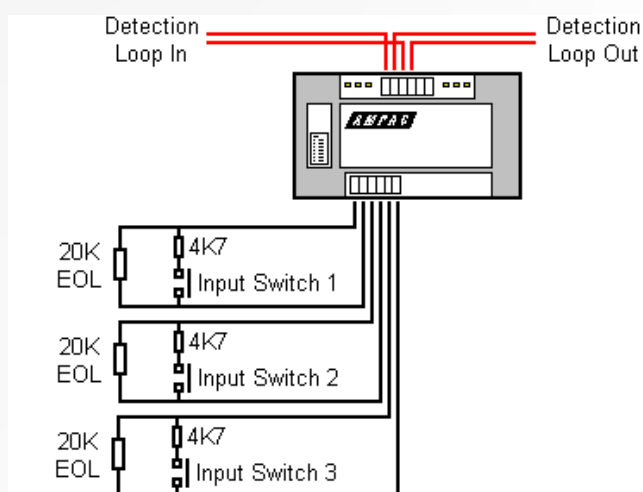 Detection
Loop In
Detection
Loop Out
AMPAC
20K
EOL
4K7
Input Switch 1
20K
EOL
4K7
Input Switch 2
20K
EOL
4K7
Input Switch 3